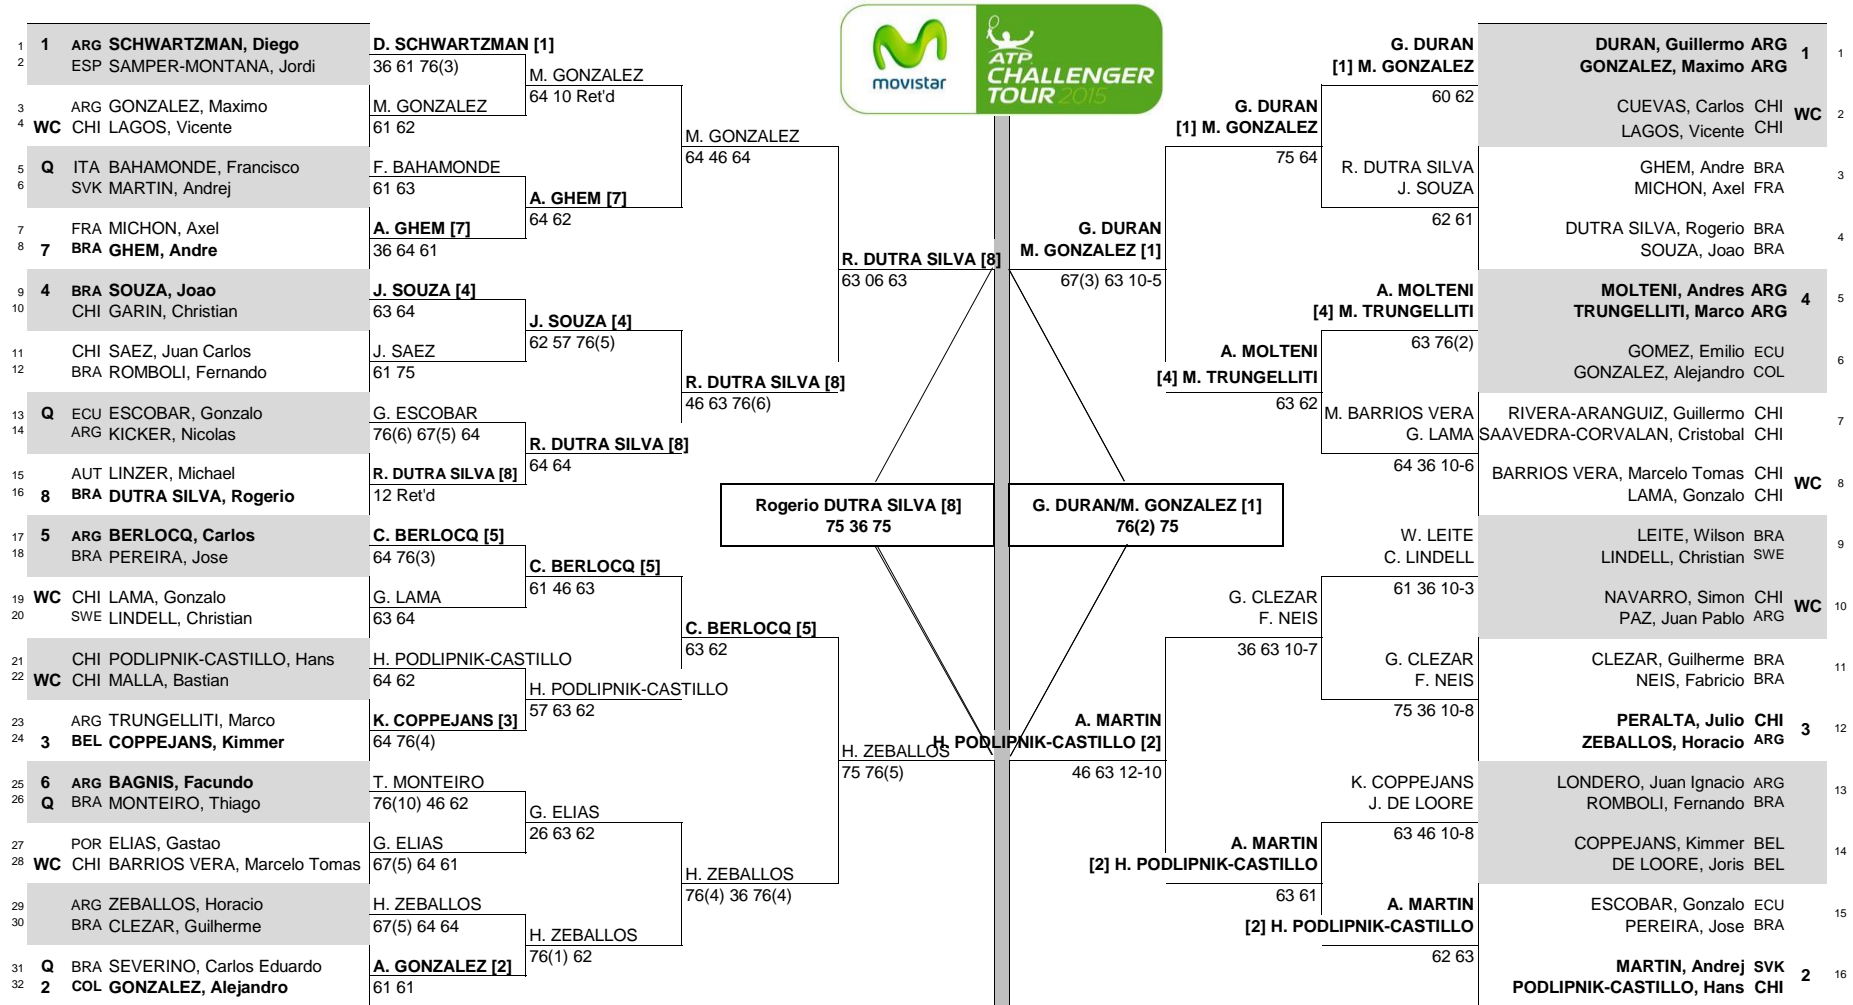 movistar
ATP
CHALLENGER
TOUR 2015
1 1 ARG SCHWARTZMAN, Diego
2 ESP SAMPER-MONTANA, Jordi
3 ARG GONZALEZ, Maximo
4 WC CHI LAGOS, Vicente
5 Q ITA BAHAMONDE, Francisco
6 SVK MARTIN, Andrej
7 FRA MICHON, Axel
8 7 BRA GHEM, Andre
9 4 BRA SOUZA, Joao
10 CHI GARIN, Christian
11 CHI SAEZ, Juan Carlos
12 BRA ROMBOLI, Fernando
13 Q ECU ESCOBAR, Gonzalo
14 ARG KICKER, Nicolas
15 AUT LINZER, Michael
16 8 BRA DUTRA SILVA, Rogerio
17 5 ARG BERLOCQ, Carlos
18 BRA PEREIRA, Jose
19 WC CHI LAMA, Gonzalo
20 SWE LINDELL, Christian
21 CHI PODLIPNIK-CASTILLO, Hans
22 WC CHI MALLA, Bastian
23 ARG TRUNGELLITI, Marco
24 3 BEL COPPEJANS, Kimmer
25 6 ARG BAGNIS, Facundo
26 Q BRA MONTEIRO, Thiago
27 POR ELIAS, Gastao
28 WC CHI BARRIOS VERA, Marcelo Tomas
29 ARG ZEBALLOS, Horacio
30 BRA CLEZAR, Guilherme
31 Q BRA SEVERINO, Carlos Eduardo
32 2 COL GONZALEZ, Alejandro
D. SCHWARTZMAN [1]
36 61 76(3)
M. GONZALEZ
61 62
F. BAHAMONDE
61 63
A. GHEM [7]
36 64 61
J. SOUZA [4]
63 64
J. SAEZ
61 75
G. ESCOBAR
76(6) 67(5) 64
R. DUTRA SILVA [8]
12 Ret'd
C. BERLOCQ [5]
64 76(3)
G. LAMA
63 64
H. PODLIPNIK-CASTILLO
64 62
K. COPPEJANS [3]
64 76(4)
T. MONTEIRO
76(10) 46 62
G. ELIAS
67(5) 64 61
H. ZEBALLOS
67(5) 64 64
A. GONZALEZ [2]
61 61
M. GONZALEZ
64 10 Ret'd
A. GHEM [7]
64 62
J. SOUZA [4]
62 57 76(5)
R. DUTRA SILVA [8]
64 64
C. BERLOCQ [5]
61 46 63
H. PODLIPNIK-CASTILLO
57 63 62
G. ELIAS
26 63 62
H. ZEBALLOS
76(1) 62
M. GONZALEZ
64 46 64
R. DUTRA SILVA [8]
46 63 76(6)
C. BERLOCQ [5]
63 62
H. ZEBALLOS
76(4) 36 76(4)
R. DUTRA SILVA [8]
63 06 63
H. ZEBALLOS
75 76(5)
Rogerio DUTRA SILVA [8]
75 36 75
G. DURAN/M. GONZALEZ [1]
76(2) 75
G. DURAN
M. GONZALEZ [1]
67(3) 63 10-5
A. MARTIN
H. PODLIPNIK-CASTILLO [2]
46 63 12-10
G. DURAN
[1] M. GONZALEZ
75 64
A. MOLTENI
[4] M. TRUNGELLITI
63 62
G. CLEZAR
F. NEIS
36 63 10-7
A. MARTIN
[2] H. PODLIPNIK-CASTILLO
63 61
G. DURAN
[1] M. GONZALEZ
60 62
R. DUTRA SILVA
J. SOUZA
62 61
A. MOLTENI
[4] M. TRUNGELLITI
63 76(2)
M. BARRIOS VERA
G. LAMA
64 36 10-6
W. LEITE
C. LINDELL
61 36 10-3
G. CLEZAR
F. NEIS
75 36 10-8
K. COPPEJANS
J. DE LOORE
63 46 10-8
A. MARTIN
[2] H. PODLIPNIK-CASTILLO
62 63
DURAN, Guillermo ARG
GONZALEZ, Maximo ARG
1 1
CUEVAS, Carlos CHI
LAGOS, Vicente CHI
WC 2
GHEM, Andre BRA
MICHON, Axel FRA
3
DUTRA SILVA, Rogerio BRA
SOUZA, Joao BRA
4
MOLTENI, Andres ARG
TRUNGELLITI, Marco ARG
4 5
GOMEZ, Emilio ECU
GONZALEZ, Alejandro COL
6
RIVERA-ARANGUIZ, Guillermo CHI
SAAVEDRA-CORVALAN, Cristobal CHI
7
BARRIOS VERA, Marcelo Tomas CHI
LAMA, Gonzalo CHI
WC 8
LEITE, Wilson BRA
LINDELL, Christian SWE
9
NAVARRO, Simon CHI
PAZ, Juan Pablo ARG
WC 10
CLEZAR, Guilherme BRA
NEIS, Fabricio BRA
11
PERALTA, Julio CHI
ZEBALLOS, Horacio ARG
3 12
LONDERO, Juan Ignacio ARG
ROMBOLI, Fernando BRA
13
COPPEJANS, Kimmer BEL
DE LOORE, Joris BEL
14
ESCOBAR, Gonzalo ECU
PEREIRA, Jose BRA
15
MARTIN, Andrej SVK
PODLIPNIK-CASTILLO, Hans CHI
2 16